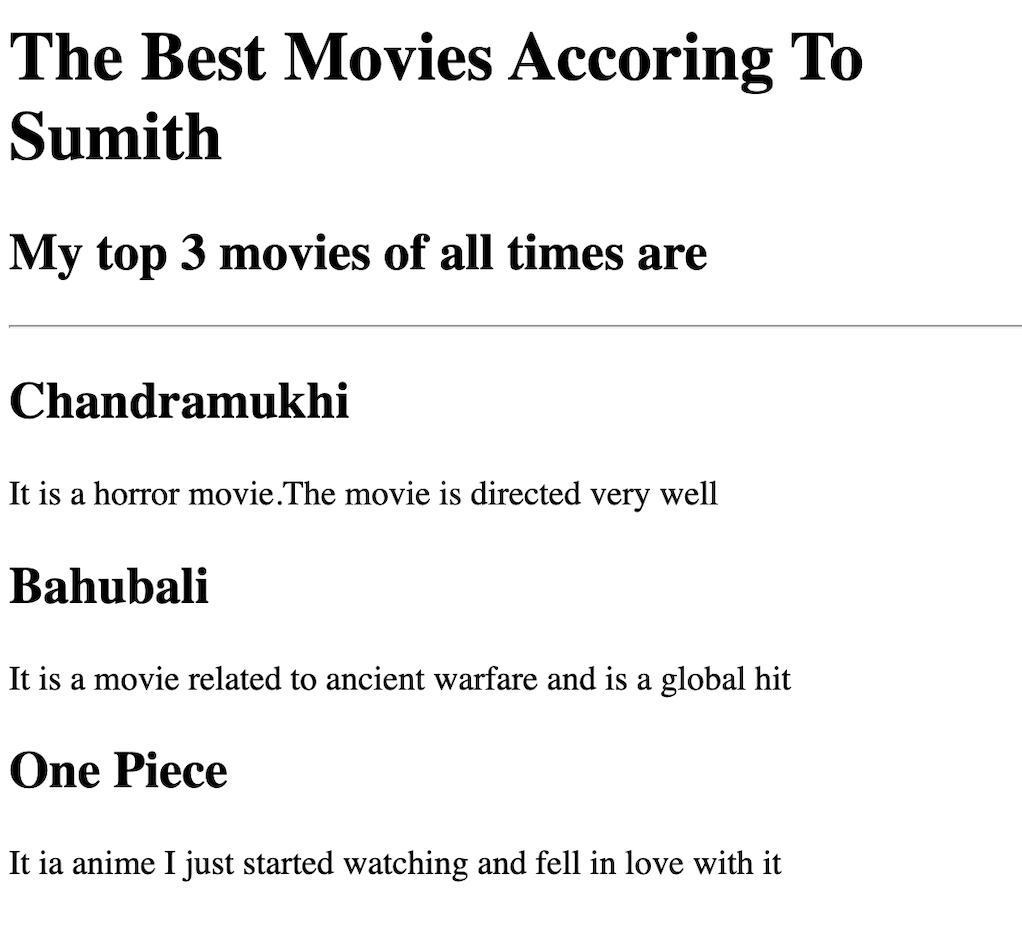 The Best Movies Accoring To
Sumith
My top 3 movies of all times are
Chandramukhi
It is a horror movie.The movie is directed very well
Bahubali
It is a movie related to ancient warfare and is a global hit
One Piece
It ia anime I just started watching and fell in love with it